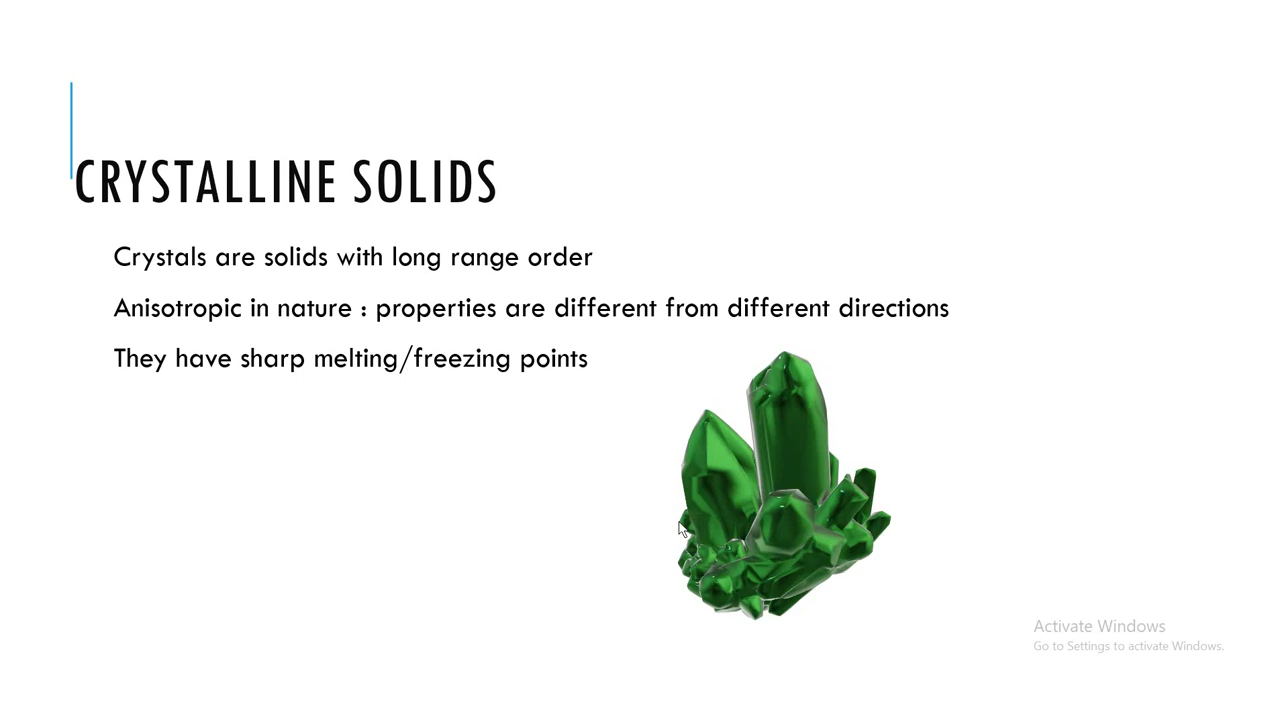 CRYSTALLINE SOLIDS
Crystals are solids with long range order
Anisotropic in nature : properties are different from different directions
They have sharp melting/freezing points
Activate Windows
Go to Settings to activate Windows.